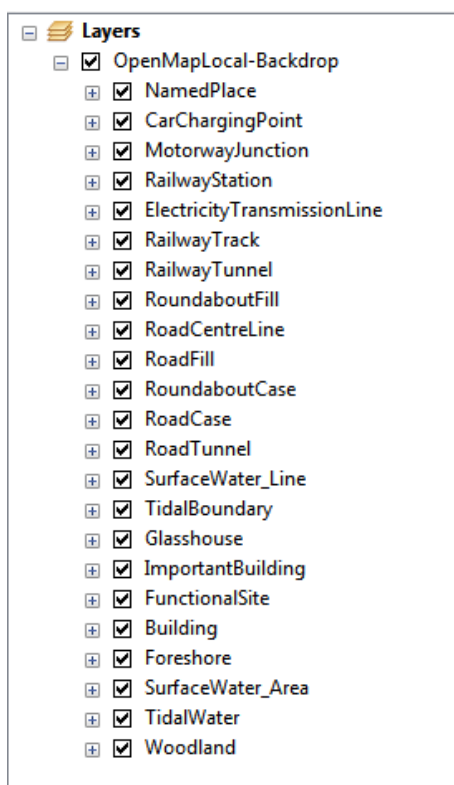 Layers
OpenMapLocal-Backdrop
NamedPlace
CarChargingPoint
MotorwayJunction
RailwayStation
ElectricityTransmissionLine
RailwayTrack
RailwayTunnel
RoundaboutFill
RoadCentreLine
RoadFill
RoundaboutCase
RoadCase
RoadTunnel
SurfaceWater_Line
TidalBoundary
Glasshouse
ImportantBuilding
FunctionalSite
Building
Foreshore
SurfaceWater_Area
TidalWater
Woodland